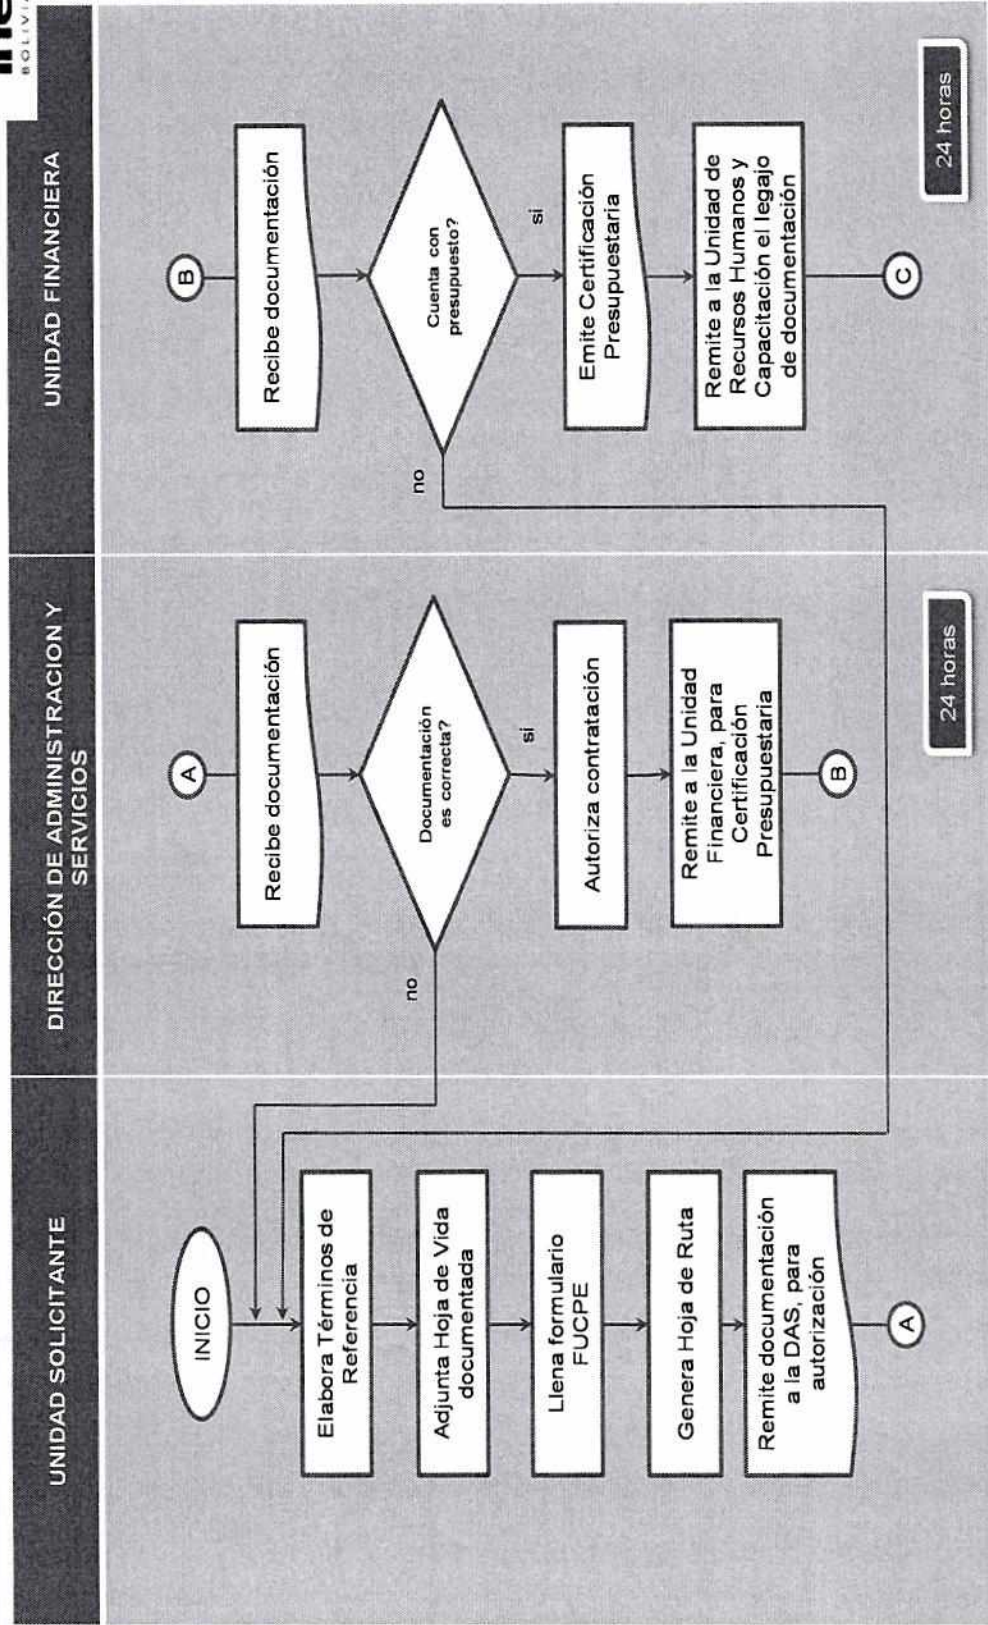 BOLIVIA
UNIDAD SOLICITANTE
INICIO
Elabora Términos de
Referencia
Adjunta Hoja de Vida
documentada
Llena formulario
FUCPE
Genera Hoja de Ruta
Remite documentación
a la DAS, para
autorización
A
DIRECCIÓN DE ADMINISTRACION Y
SERVICIOS
A
Recibe documentación
Documentación
es correcta?
no
si
Autoriza contratación
Remite a la Unidad
Financiera, para
Certificación
Presupuestaria
B
24 horas
UNIDAD FINANCIERA
B
Recibe documentación
Cuenta con
presupuesto?
no
si
Emite Certificación
Presupuestaria
Remite a la Unidad de
Recursos Humanos y
Capacitación el legajo
de documentación
C
24 horas